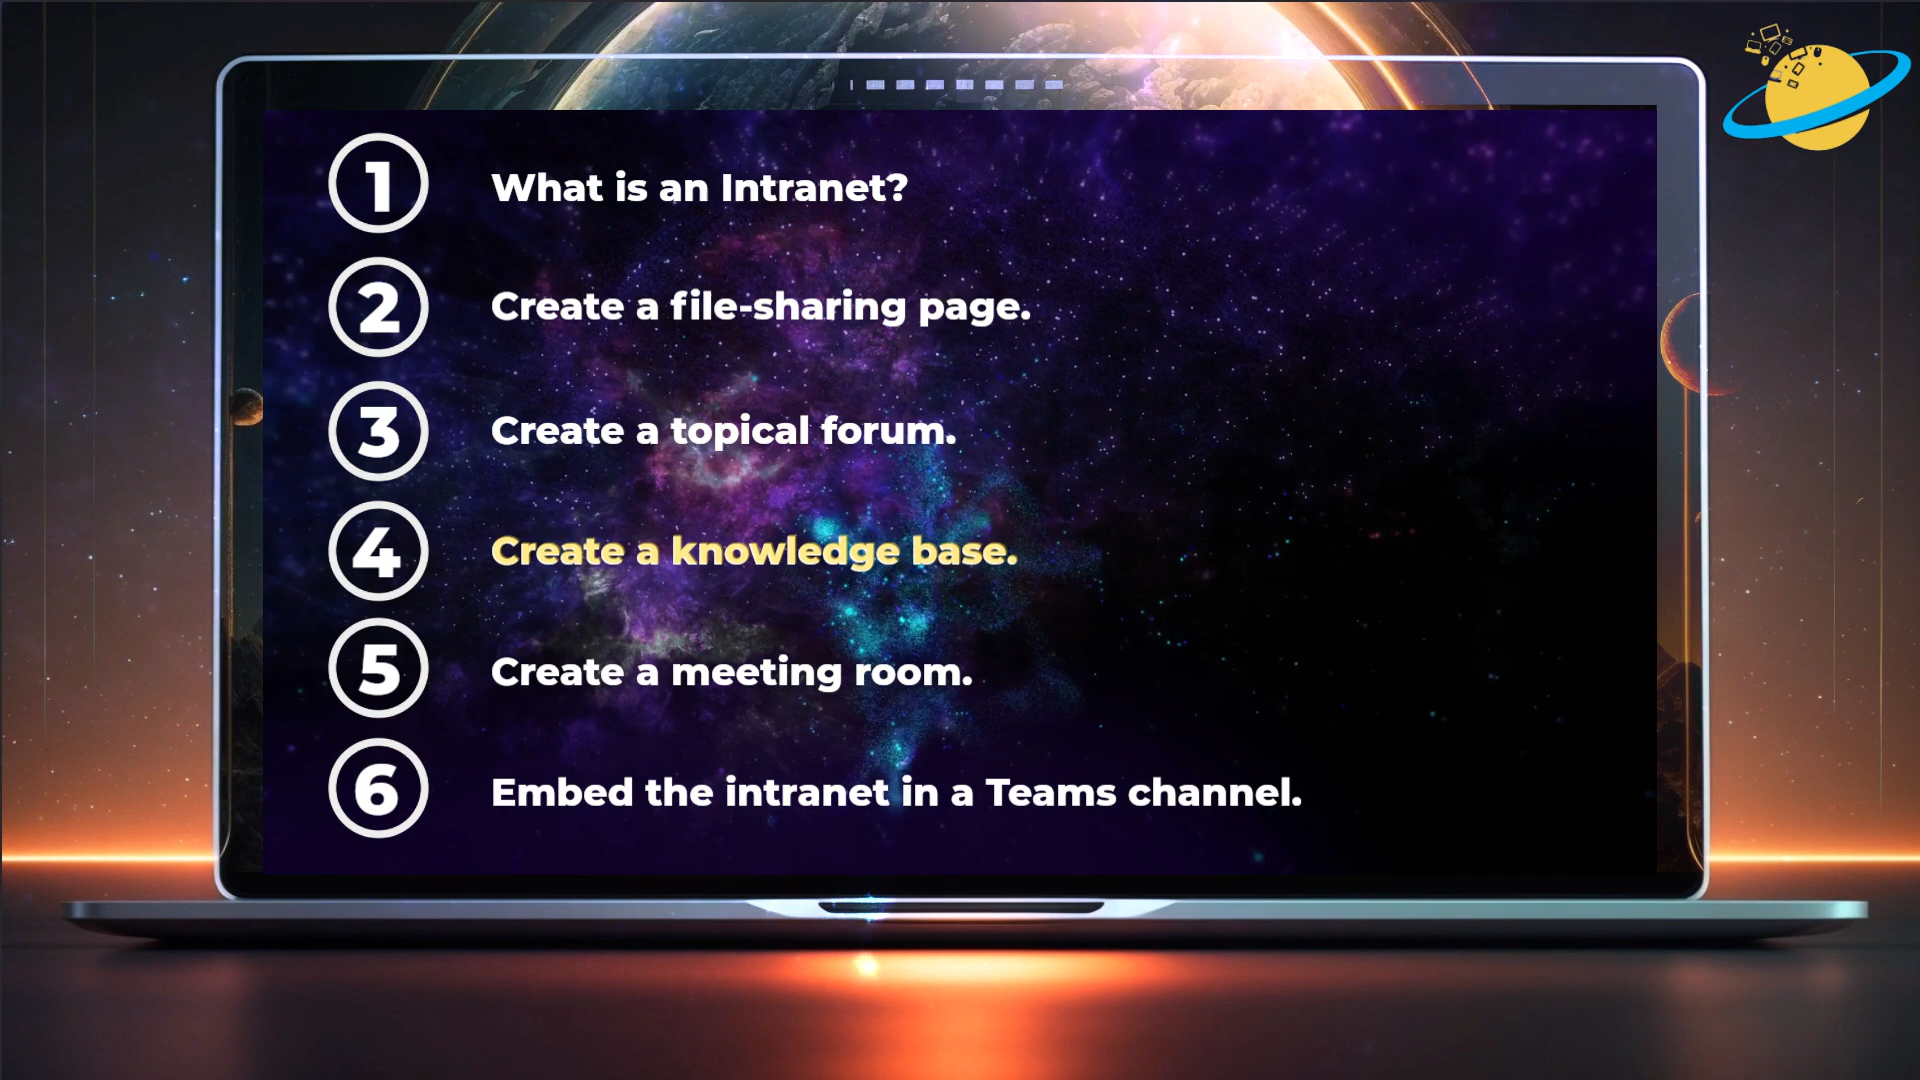 1 What is an Intranet?
2 Create a file-sharing page.
3 Create a topical forum.
4 Create a knowledge base.
5 Create a meeting room.
6 Embed the intranet in a Teams channel.